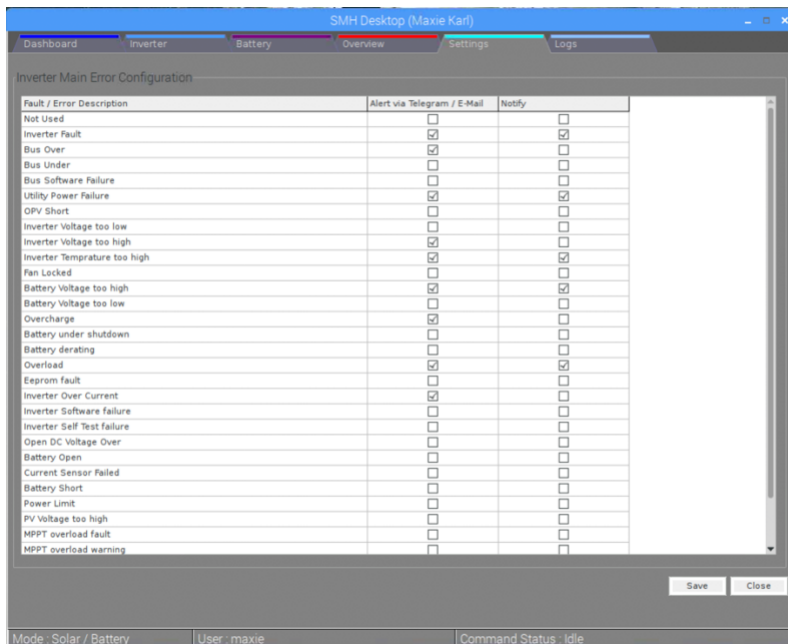 SMH Desktop (Maxie Karl)
Dashboard Inverter Battery Overview Settings Logs
Inverter Main Error Configuration
Fault / Error Description Alert via Telegram / E-Mail Notify
Not Used
Inverter Fault
Bus Over
Bus Under
Bus Software Failure
Utility Power Failure
OPV Short
Inverter Voltage too low
Inverter Voltage too high
Inverter Temprature too high
Fan Locked
Battery Voltage too high
Battery Voltage too low
Overcharge
Battery under shutdown
Battery derating
Overload
Eeprom fault
Inverter Over Current
Inverter Software failure
Inverter Self Test failure
Open DC Voltage Over
Battery Open
Current Sensor Failed
Battery Short
Power Limit
PV Voltage too high
MPPT overload fault
MPPT overload warning
Save Close
Mode : Solar / Battery User : maxie Command Status : Idle